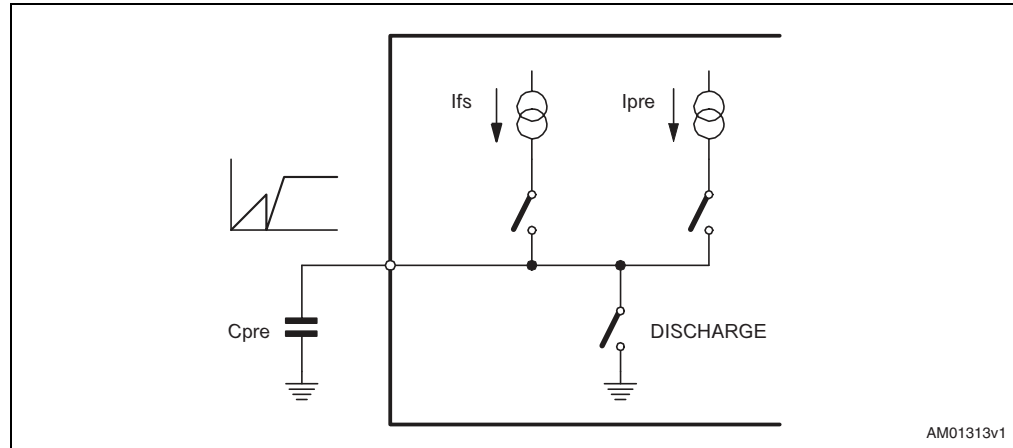 Ifs
Ipre
Cpre
DISCHARGE
AM01313v1